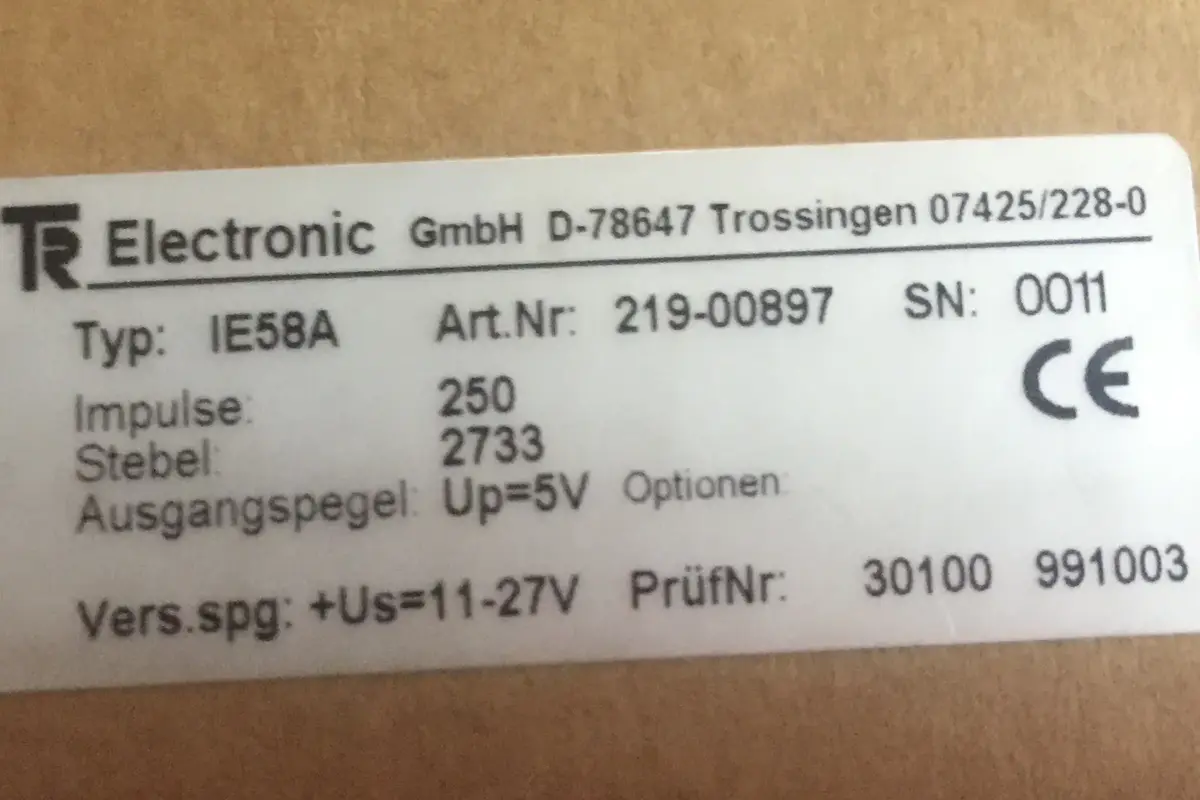 TR Electronic GmbH D-78647 Trossingen 07425/228-0
Typ: IE58A Art.Nr: 219-00897 SN: 0011
CE
Impulse: 250
Stebel: 2733
Ausgangspegel: Up=5V Optionen:
Vers.spg: +Us=11-27V PrüfNr: 30100 991003